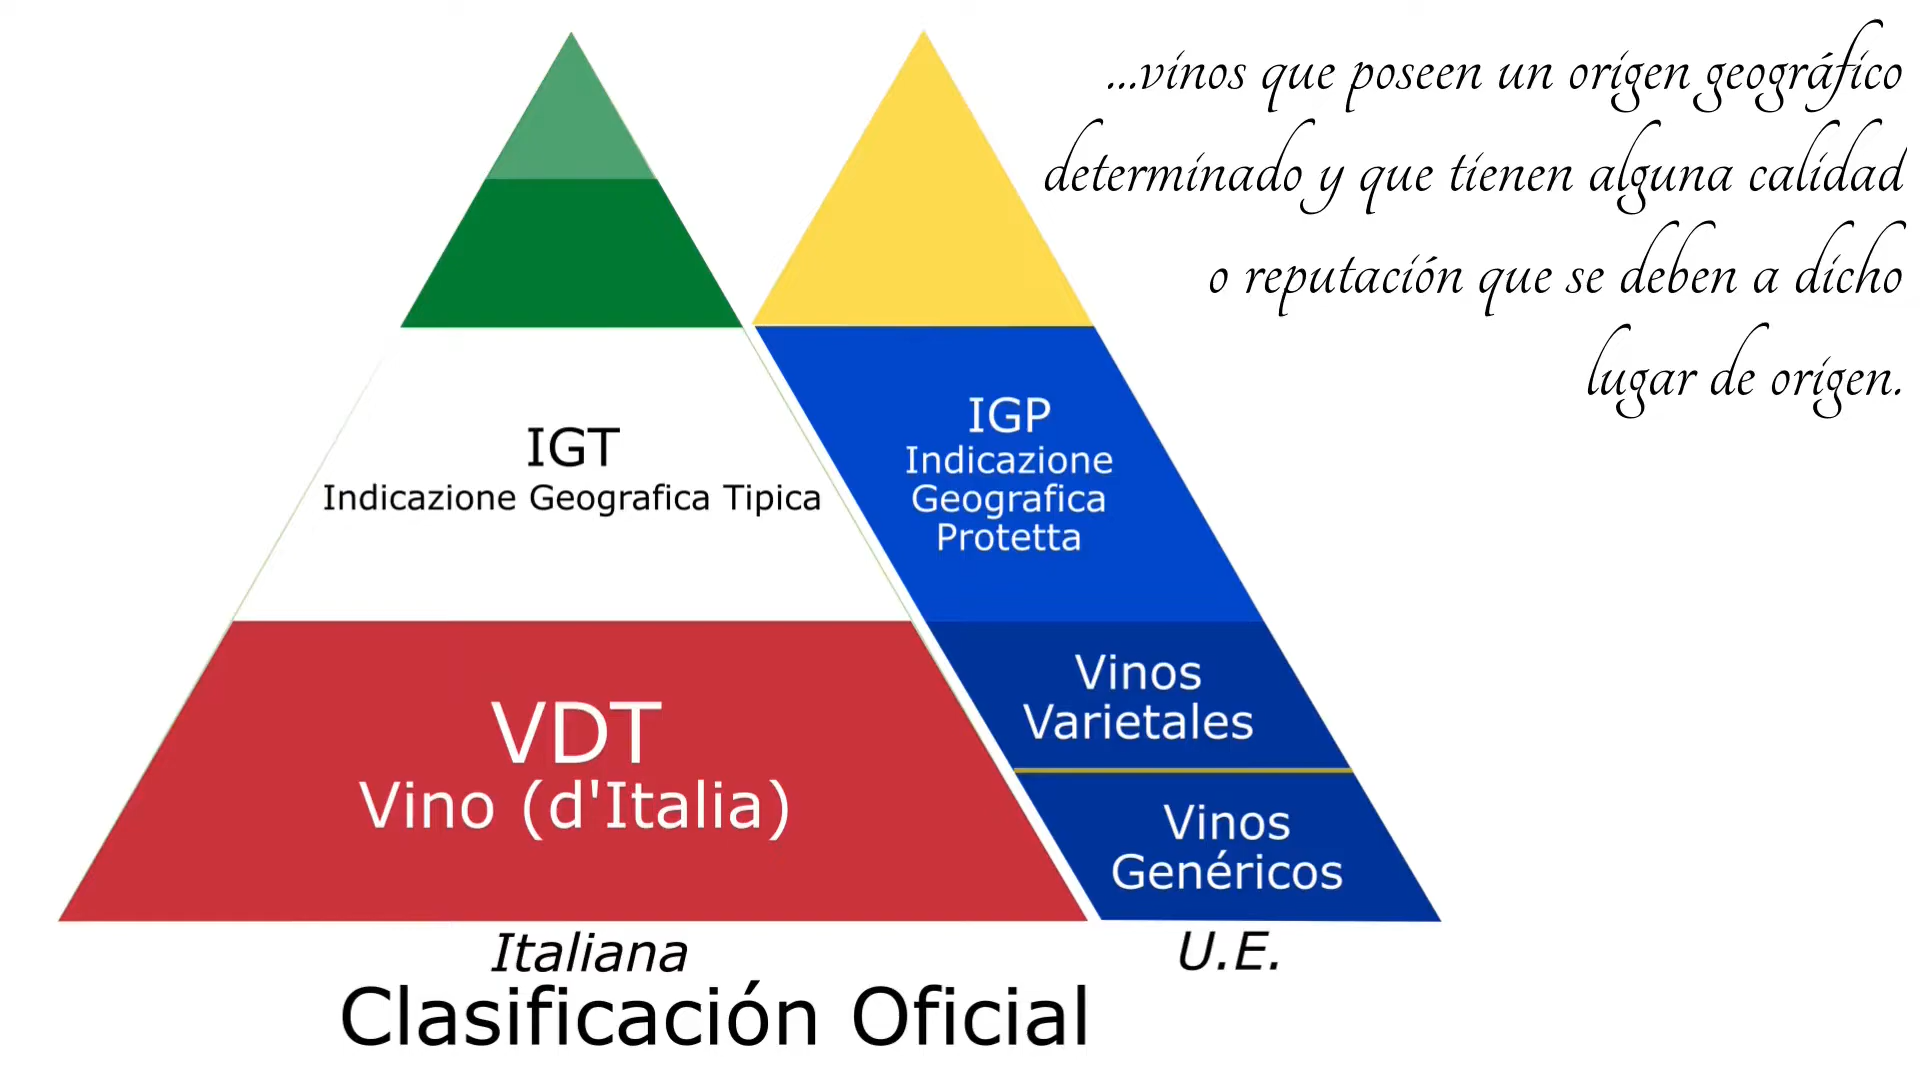 ...vinos que poseen un origen geográfico
determinado y que tienen alguna calidad
o reputación que se deben a dicho
lugar de origen.
IGT
Indicazione Geografica Tipica
IGP
Indicazione
Geografica
Protetta
VDT
Vino (d'Italia)
Vinos
Varietales
Vinos
Genéricos
Italiana
U.E.
Clasificación Oficial